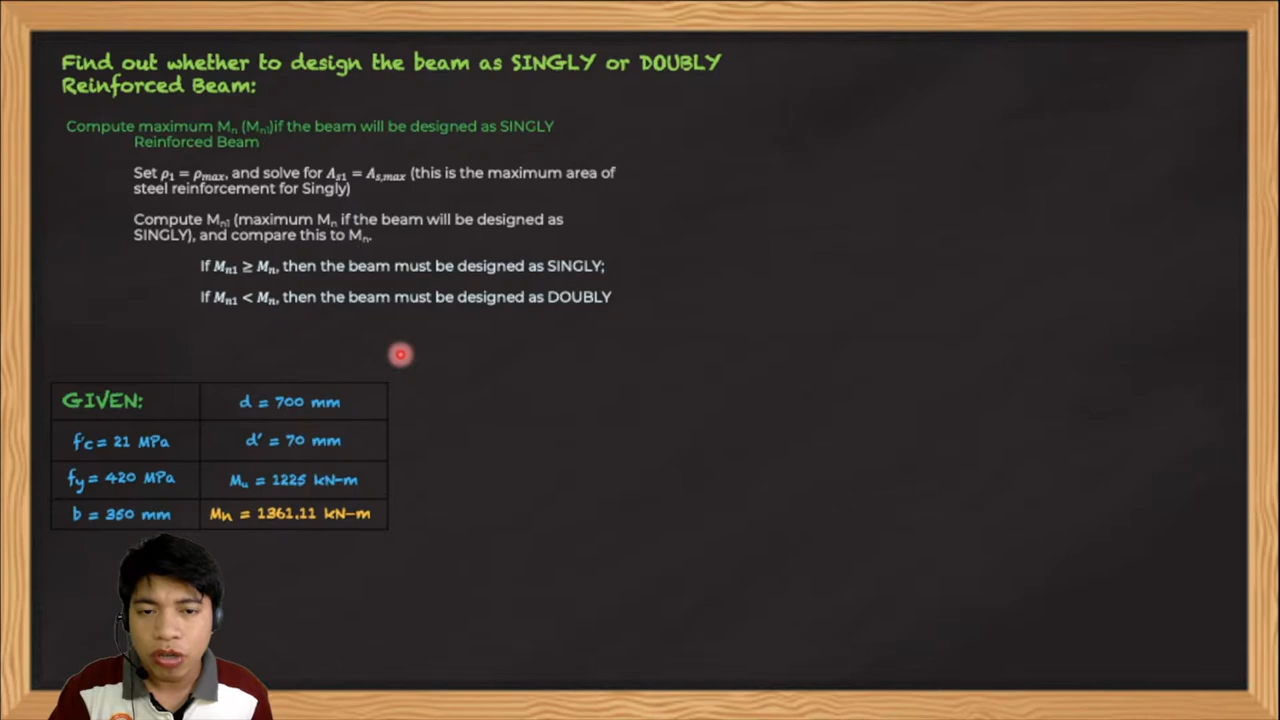 Find out whether to design the beam as SINGLY or DOUBLY
Reinforced Beam:
Compute maximum Mₙ (Mₙ₁)if the beam will be designed as SINGLY
Reinforced Beam
Set ρ₁ = ρₘₐₓ, and solve for Aₛ₁ = Aₛ,ₘₐₓ (this is the maximum area of
steel reinforcement for Singly)
Compute Mₙ₁ (maximum Mₙ if the beam will be designed as
SINGLY), and compare this to Mₙ.
If Mₙ₁ ≥ Mₙ, then the beam must be designed as SINGLY;
If Mₙ₁ < Mₙ, then the beam must be designed as DOUBLY
GIVEN:
d = 700 mm
f'c = 21 MPa
d' = 70 mm
fy = 420 MPa
Mᵤ = 1225 kN-m
b = 350 mm
Mₙ = 1361.11 kN-m